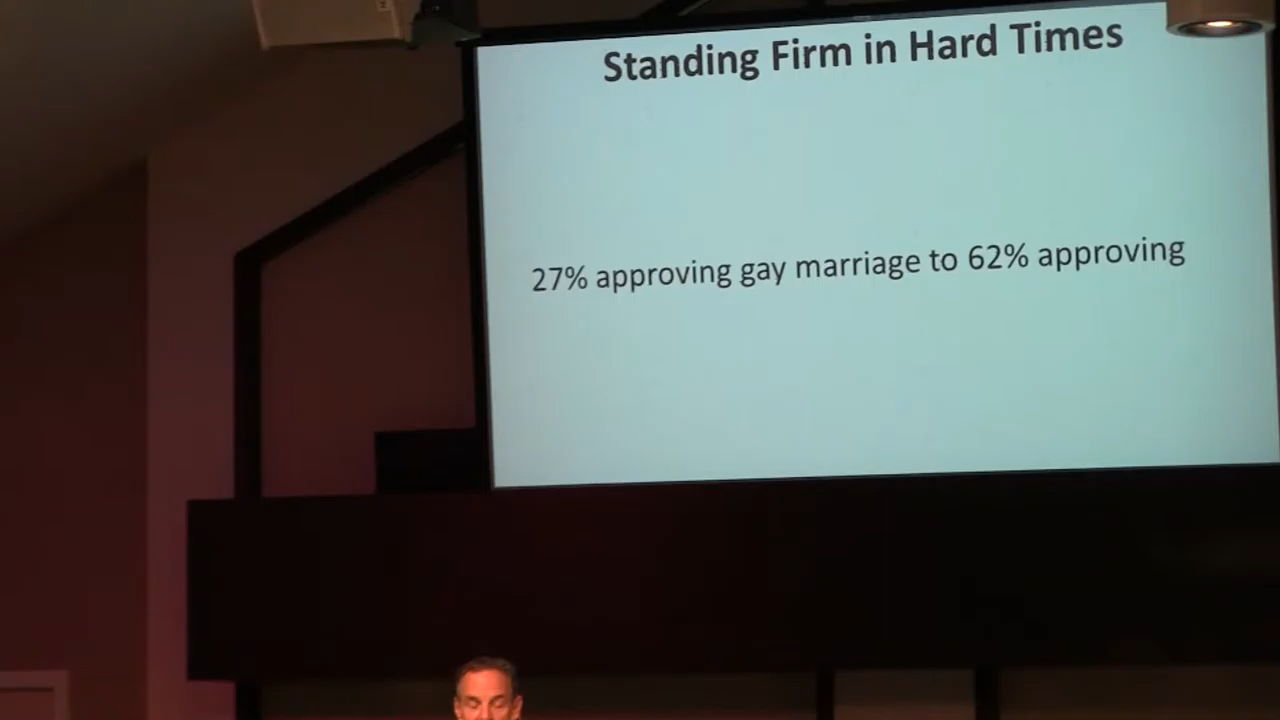 Standing Firm in Hard Times
27% approving gay marriage to 62% approving